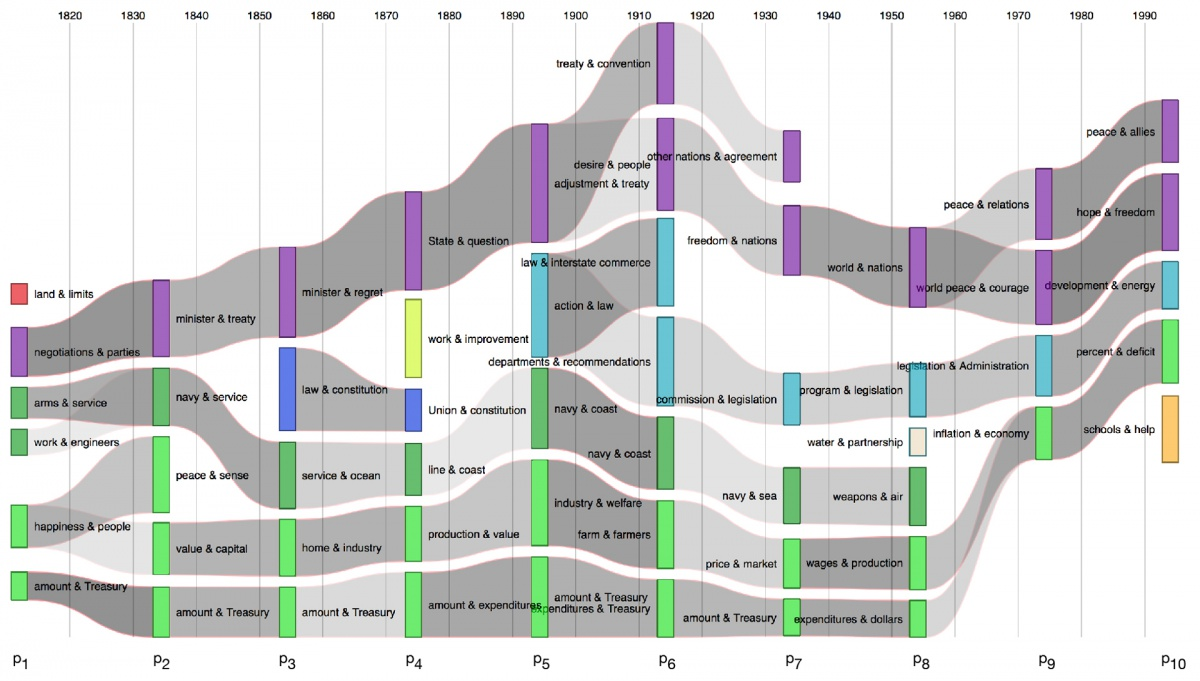 1820 1830 1850 1860 1870 1880 1890 1900 1910 1920 1930 1940 1950 1960 1970 1980 1990
treaty & convention
peace & allies
other nations & agreement
desire & people
adjustment & treaty
peace & relations
hope & freedom
State & question
freedom & nations
law & interstate commerce
world & nations
world peace & courage
development & energy
land & limits
minister & regret
action & law
minister & treaty
work & improvement
negotiations & parties
percent & deficit
departments & recommendations
legislation & Administration
law & constitution
program & legislation
navy & service
commission & legislation
arms & service
Union & constitution
navy & coast
schools & help
inflation & economy
work & engineers
water & partnership
navy & coast
line & coast
peace & sense
service & ocean
navy & sea
weapons & air
industry & welfare
happiness & people
production & value
farm & farmers
value & capital
home & industry
price & market
wages & production
amount & Treasury
amount & Treasury
amount & expenditures
expenditures & Treasury
amount & Treasury
amount & Treasury
amount & Treasury
expenditures & dollars
p1 p2 p3 p4 p5 p6 p7 p8 p9 p10